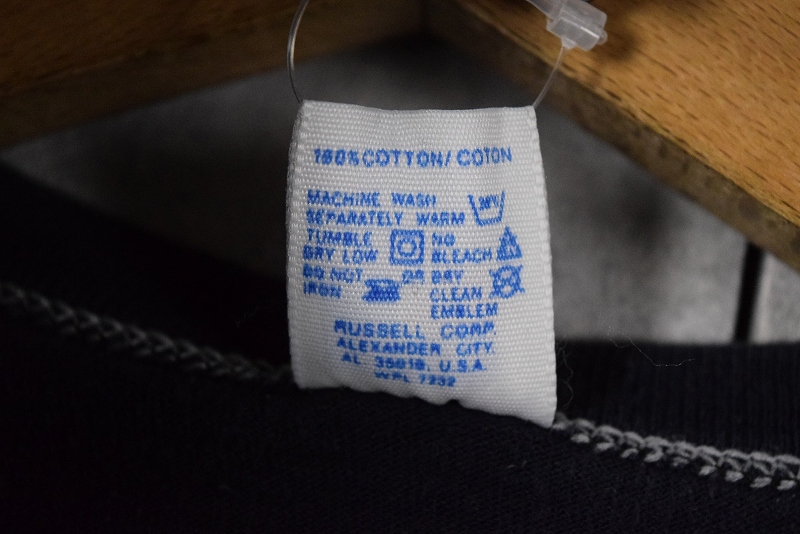 100% COTTON/COTON
MACHINE WASH
SEPARATELY WARM
TUMBLE NO
DRY LOW BLEACH
DO NOT OR DRY
IRON CLEAN
EMBLEM
RUSSELL CORP.
ALEXANDER CITY,
AL 35010, U.S.A.
WPL 7232